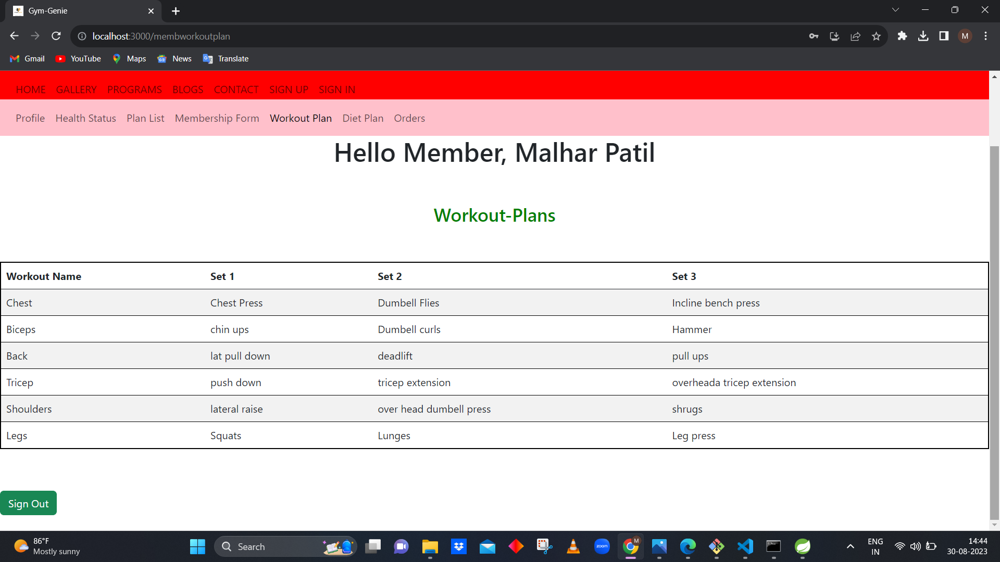 Gym-Genie
localhost:3000/membworkoutplan
M
Gmail YouTube Maps News Translate
HOME GALLERY PROGRAMS BLOGS CONTACT SIGN UP SIGN IN
Profile Health Status Plan List Membership Form Workout Plan Diet Plan Orders
Hello Member, Malhar Patil
Workout-Plans
Workout Name Set 1 Set 2 Set 3
Chest Chest Press Dumbell Flies Incline bench press
Biceps chin ups Dumbell curls Hammer
Back lat pull down deadlift pull ups
Tricep push down tricep extension overheada tricep extension
Shoulders lateral raise over head dumbell press shrugs
Legs Squats Lunges Leg press
Sign Out
86°F
Mostly sunny
Search
zoom
M
ENG
IN
14:44
30-08-2023